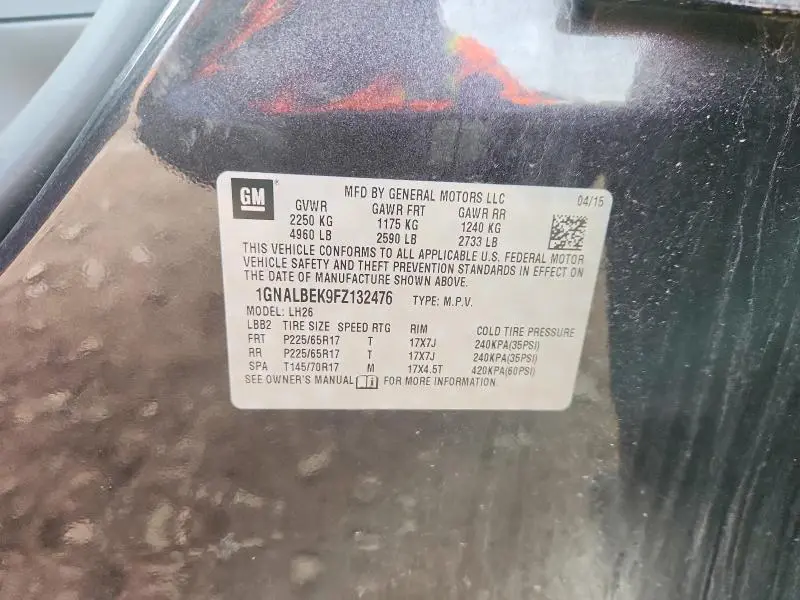 GM
MFD BY GENERAL MOTORS LLC 04/15
GVWR GAWR FRT GAWR RR
2250 KG 1175 KG 1240 KG
4960 LB 2590 LB 2733 LB
THIS VEHICLE CONFORMS TO ALL APPLICABLE U.S. FEDERAL MOTOR
VEHICLE SAFETY AND THEFT PREVENTION STANDARDS IN EFFECT ON
THE DATE OF MANUFACTURE SHOWN ABOVE.
1GNALBEK9FZ132476 TYPE: M.P.V.
MODEL: LH26
LBB2 TIRE SIZE SPEED RTG RIM COLD TIRE PRESSURE
FRT P225/65R17 T 17X7J 240KPA(35PSI)
RR P225/65R17 T 17X7J 240KPA(35PSI)
SPA T145/70R17 M 17X4.5T 420KPA(60PSI)
SEE OWNER'S MANUAL FOR MORE INFORMATION.